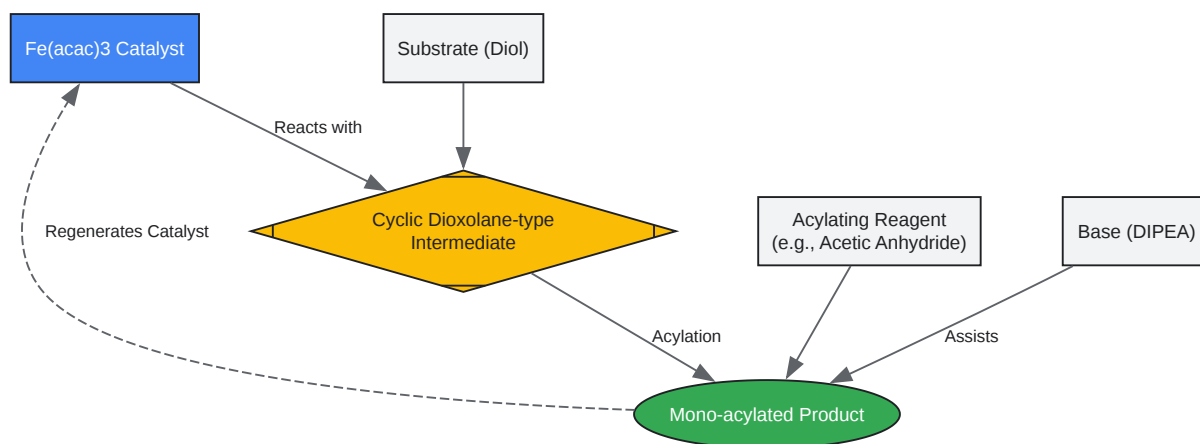 Fe(acac)3 Catalyst
Substrate (Diol)
Reacts with
Cyclic Dioxolane-type
Intermediate
Acylating Reagent
(e.g., Acetic Anhydride)
Base (DIPEA)
Regenerates Catalyst
Acylation
Assists
Mono-acylated Product